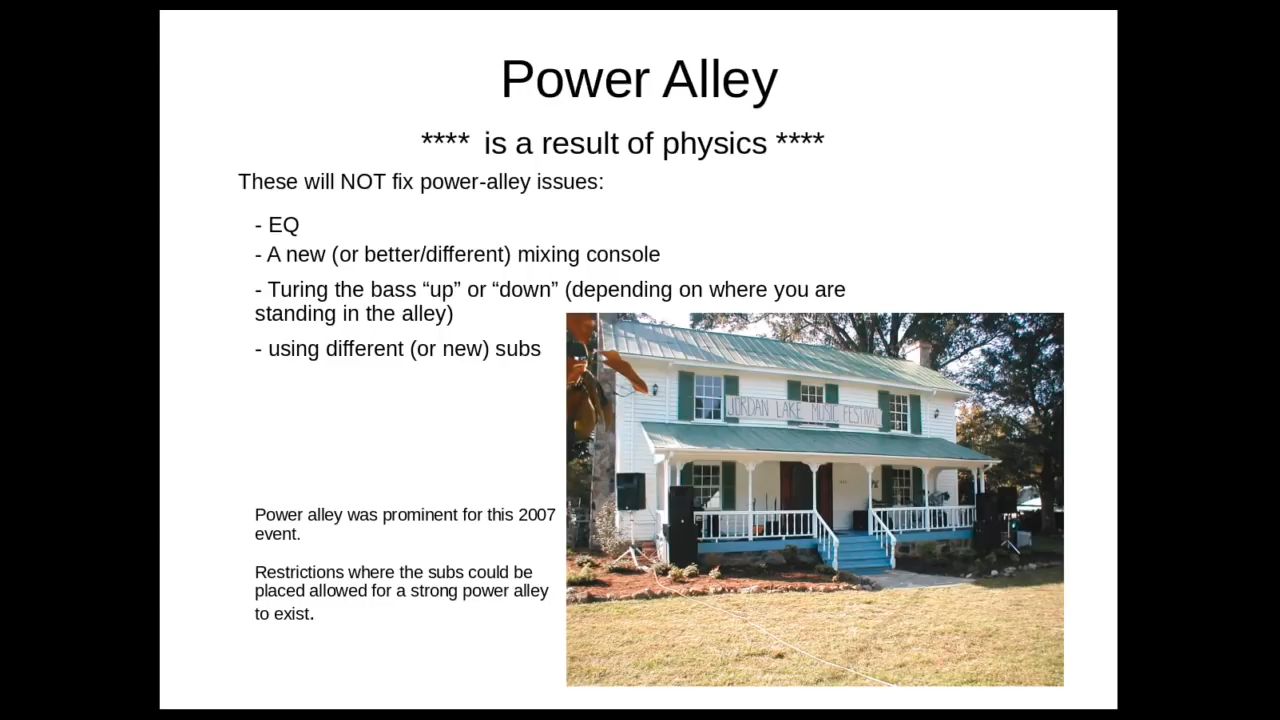 Power Alley
**** is a result of physics ****
These will NOT fix power-alley issues:
- EQ
- A new (or better/different) mixing console
- Turing the bass “up” or “down” (depending on where you are
standing in the alley)
- using different (or new) subs
JORDAN LAKE MUSIC FESTIVAL
Power alley was prominent for this 2007
event.
Restrictions where the subs could be
placed allowed for a strong power alley
to exist.